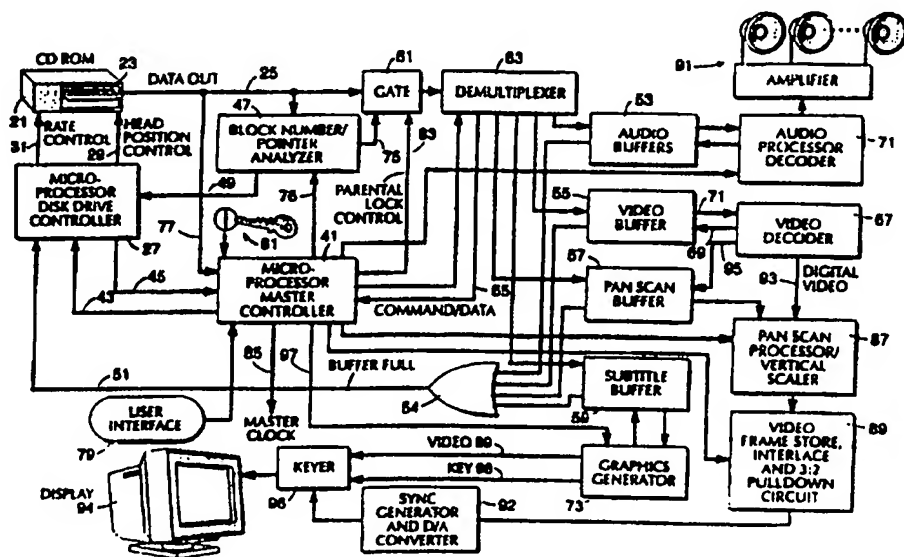 CD ROM
23
DATA OUT
25
61
GATE
63
DEMULTIPLEXER
91
AMPLIFIER
21
RATE CONTROL
31
HEAD POSITION CONTROL
29
47
BLOCK NUMBER/
POINTER
ANALYZER
75
83
53
AUDIO
BUFFERS
AUDIO
PROCESSOR
DECODER
71
MICRO-
PROCESSOR
DISK DRIVE
CONTROLLER
27
49
76
PARENTAL
LOCK
CONTROL
55
VIDEO
BUFFER
71
69
VIDEO
DECODER
67
77
81
45
43
41
MICRO-
PROCESSOR
MASTER
CONTROLLER
65
COMMAND/DATA
57
PAN SCAN
BUFFER
95
93
DIGITAL
VIDEO
PAN SCAN
PROCESSOR/
VERTICAL
SCALER
87
85
97
BUFFER FULL
51
54
SUBTITLE
BUFFER
59
USER
INTERFACE
79
MASTER
CLOCK
VIDEO 89
KEY 98
KEYER
96
GRAPHICS
GENERATOR
73
VIDEO
FRAME STORE,
INTERLACE
AND 3:2
PULLDOWN
CIRCUIT
89
DISPLAY
94
SYNC
GENERATOR
AND D/A
CONVERTER
92